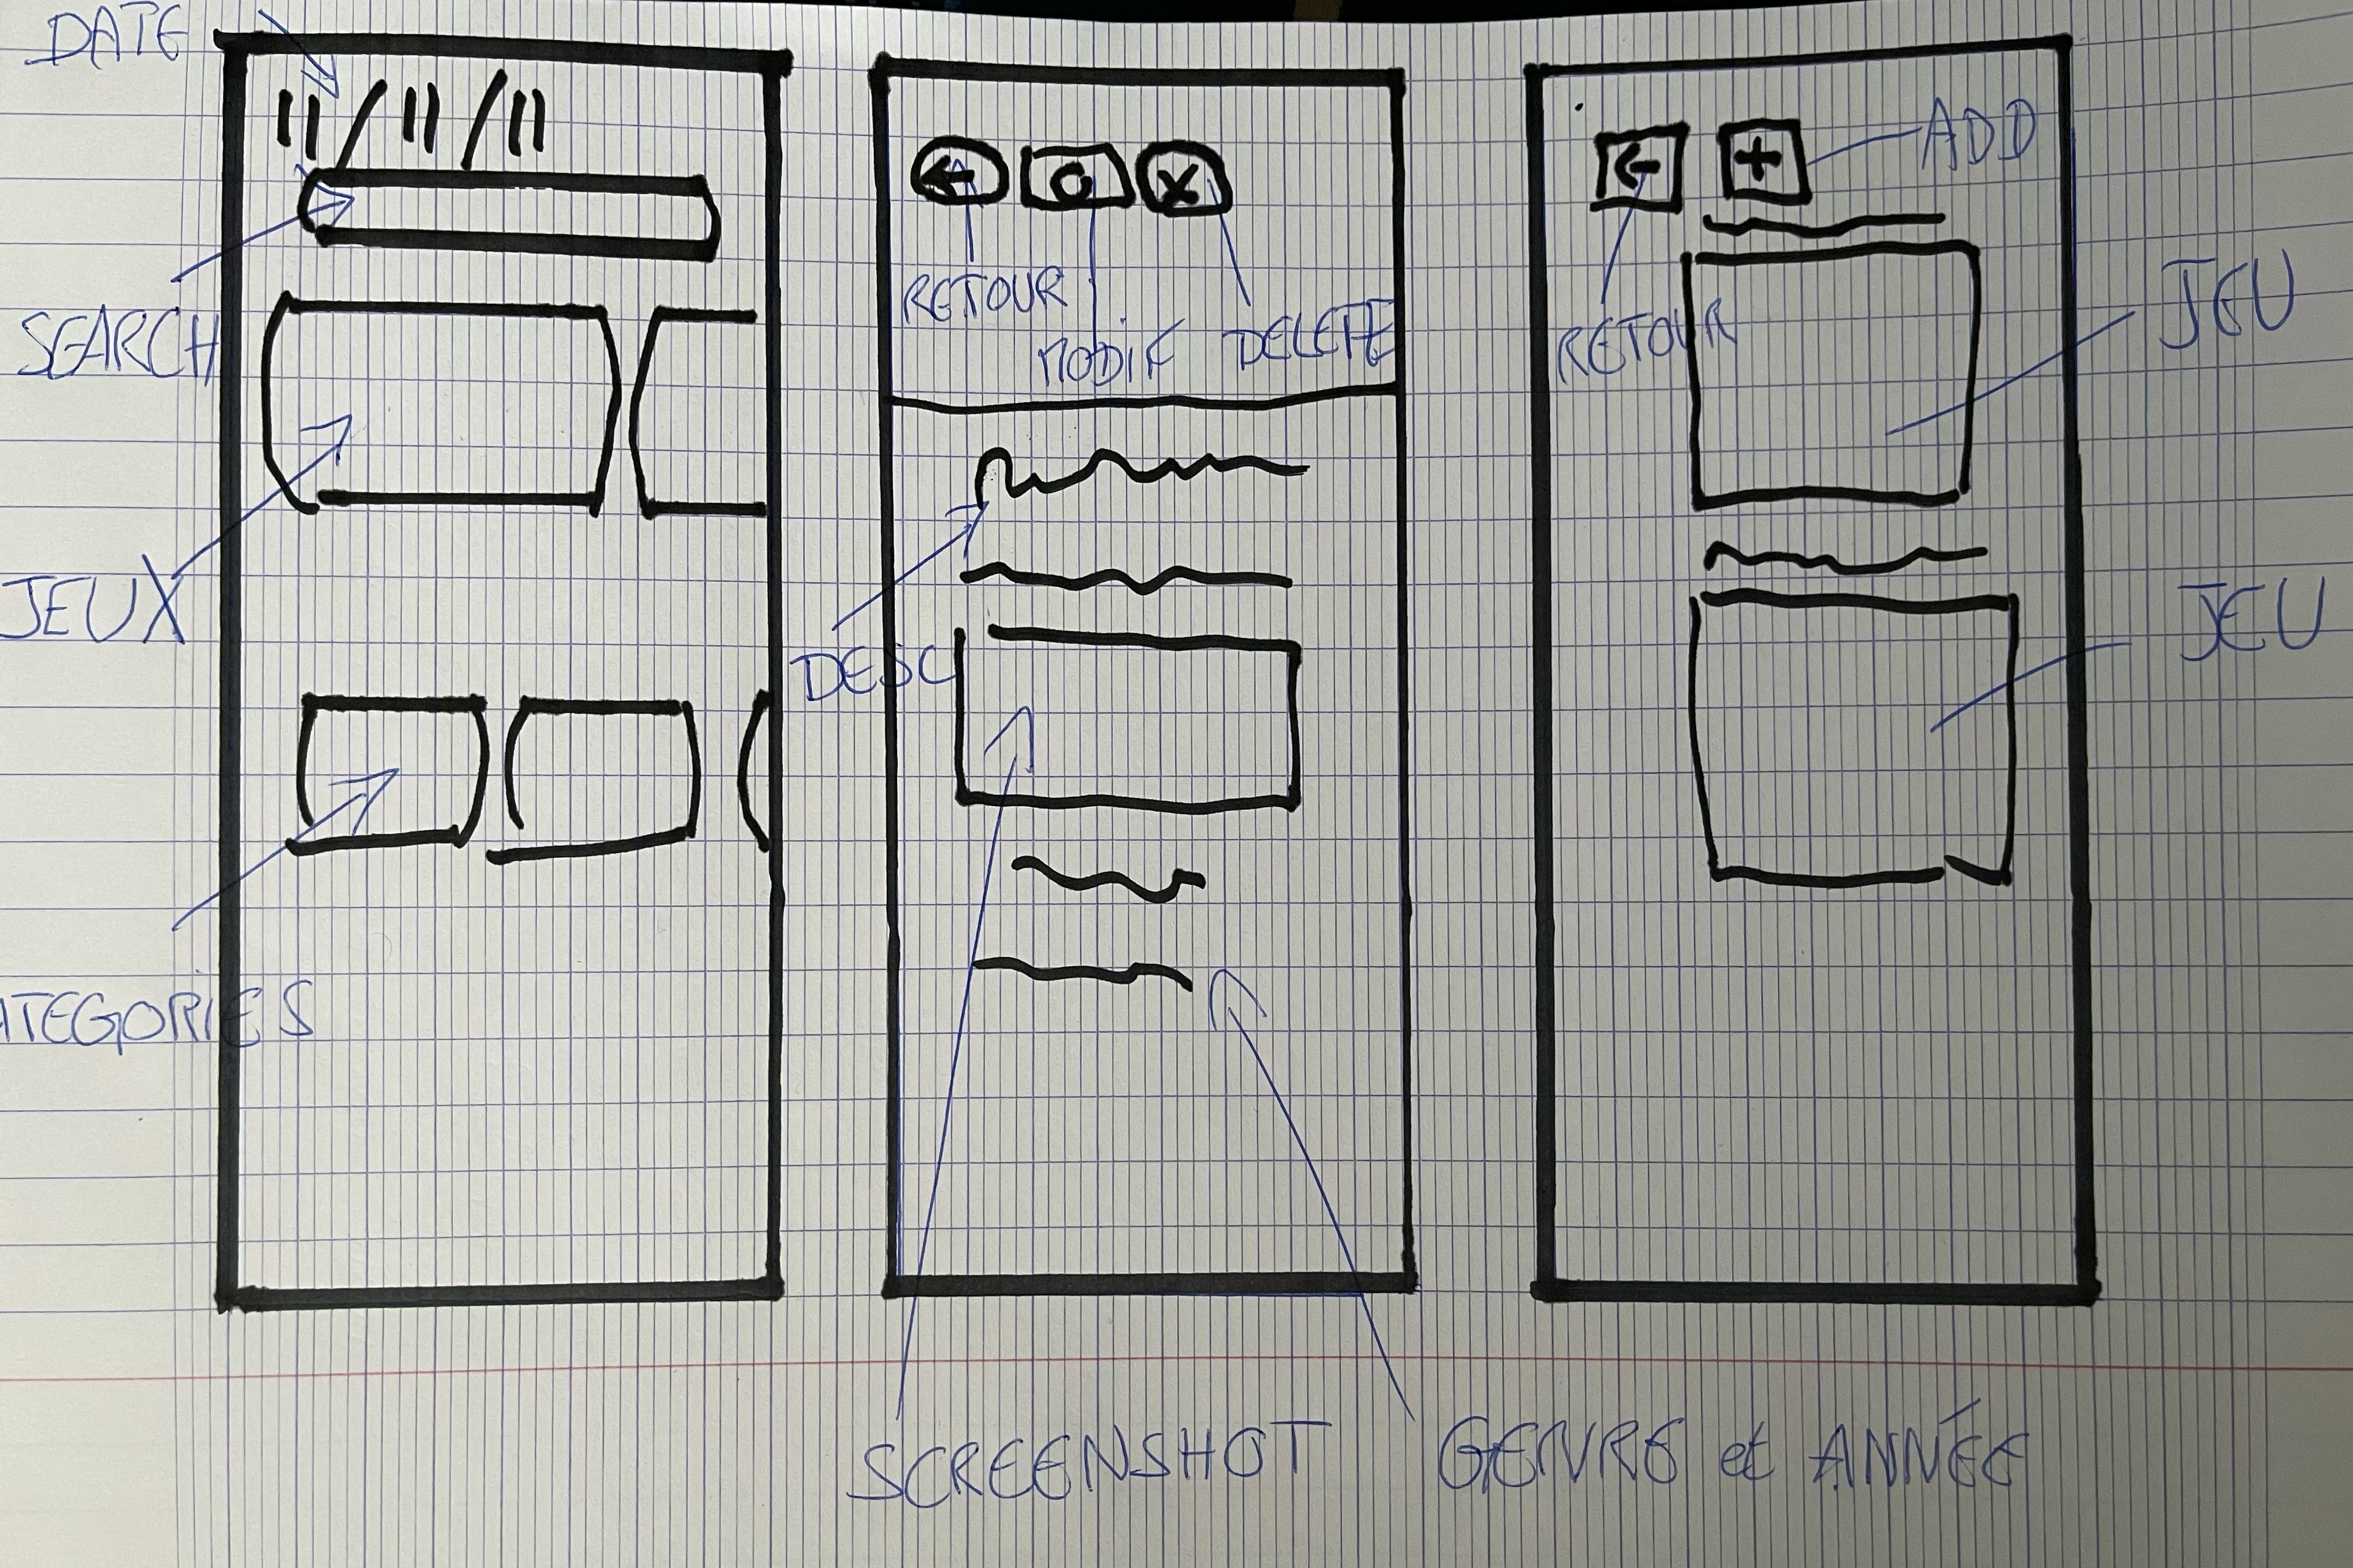 DATE
11/11/11
SEARCH
JEUX
ATEGORIES
RETOUR
MODIF
DELETE
DESC
SCREENSHOT
GENRE et ANNÉE
ADD
RETOUR
JEU
JEU